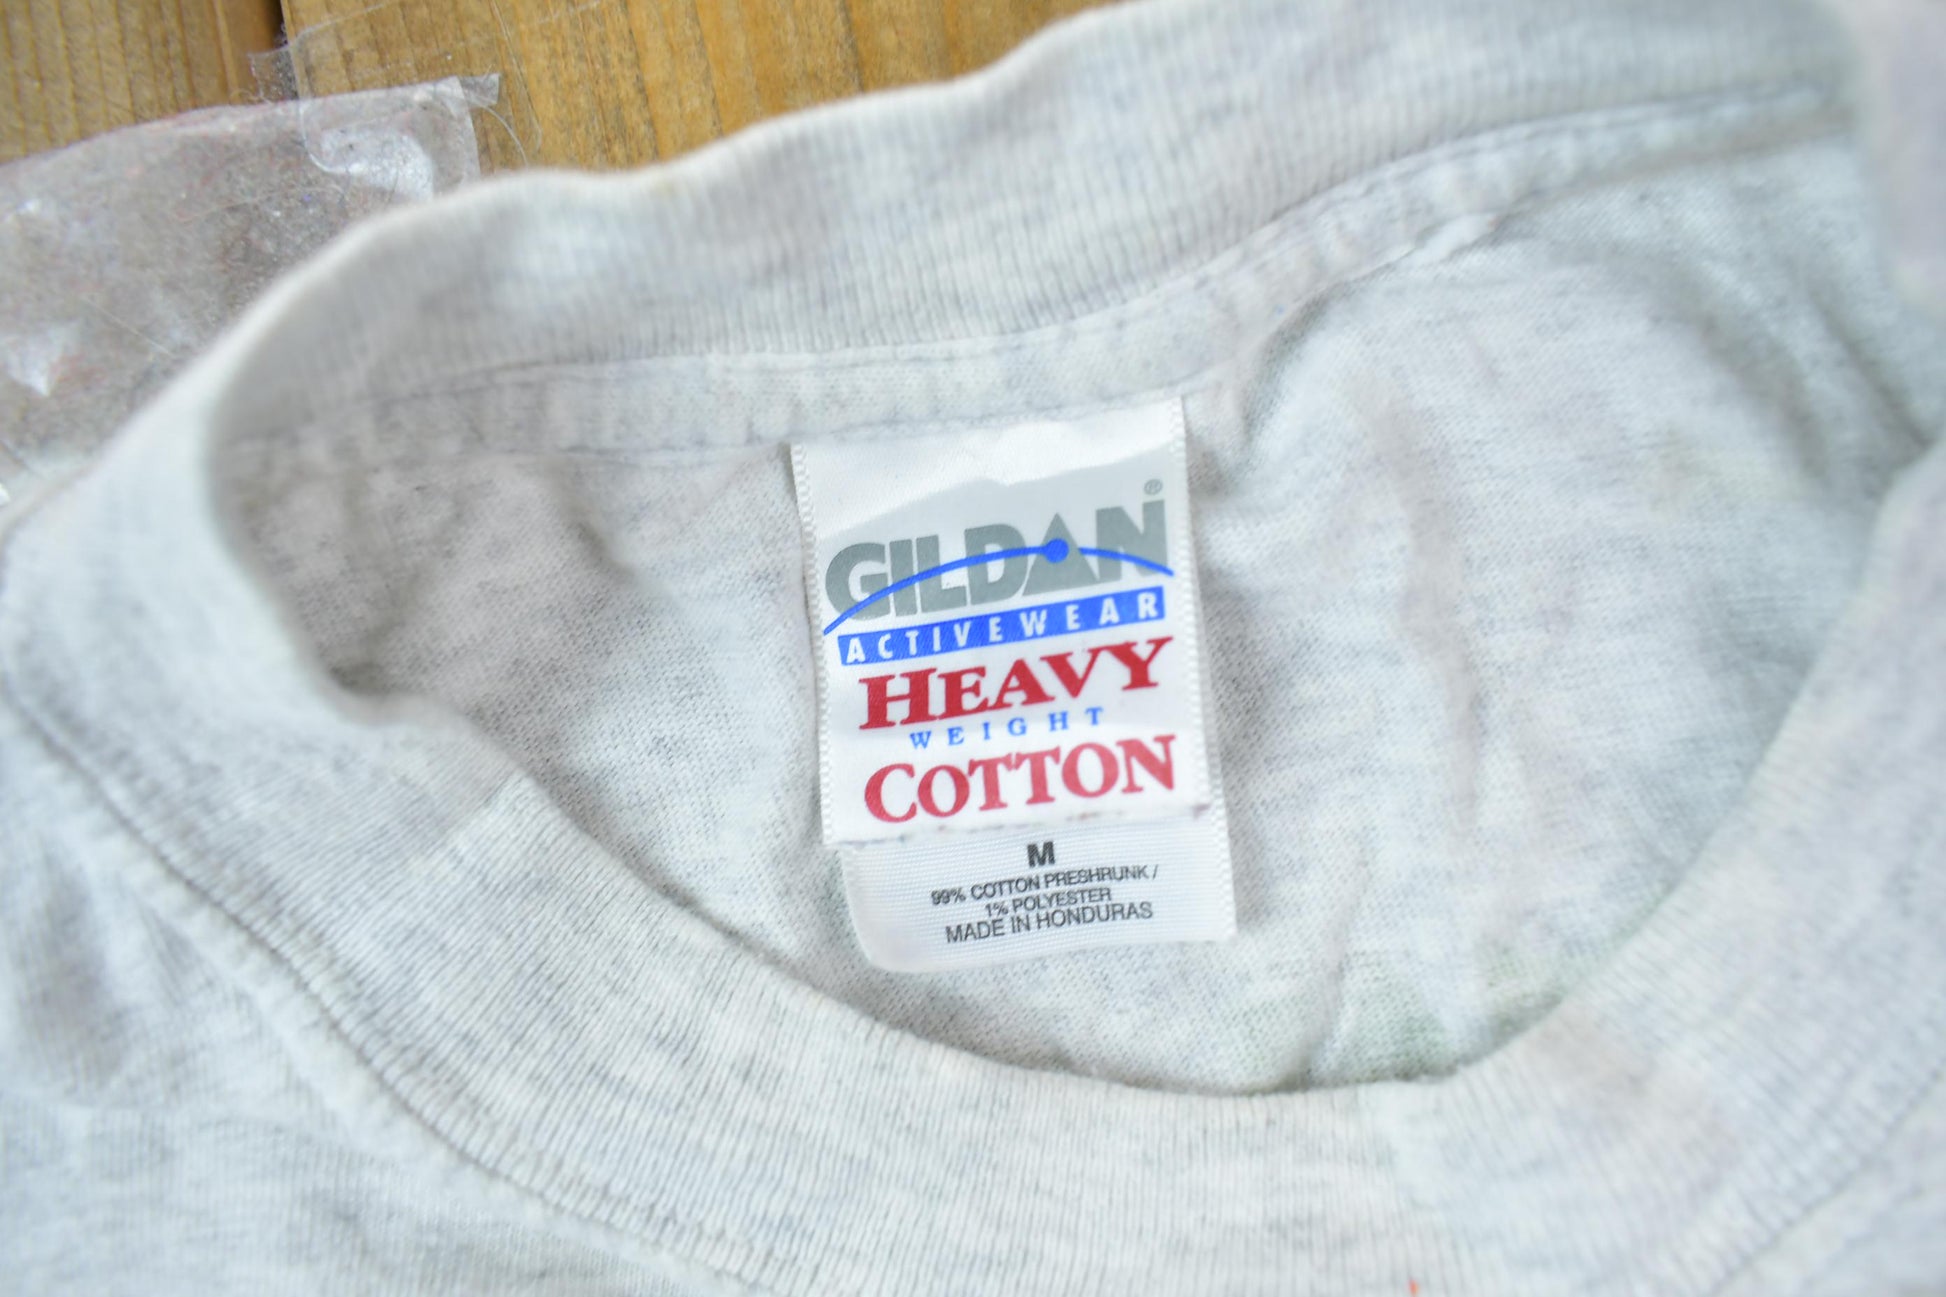 GILDAN®
ACTIVEWEAR
HEAVY
WEIGHT
COTTON
M
99% COTTON PRESHRUNK /
1% POLYESTER
MADE IN HONDURAS